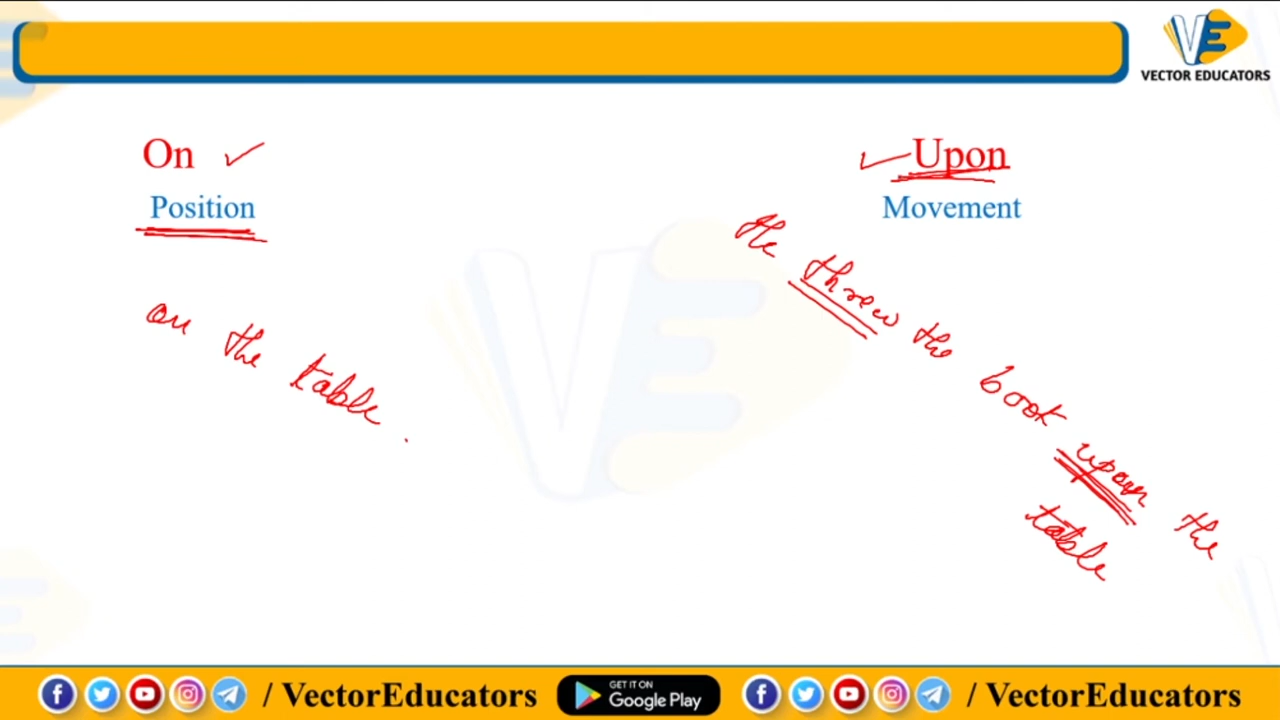 VECTOR EDUCATORS
On
Upon
Position
Movement
on the table.
He threw the book upon the
table
/ VectorEducators
GET IT ON
Google Play
/ VectorEducators